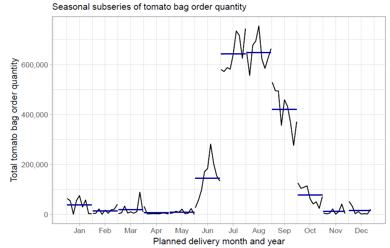 Seasonal subseries of tomato bag order quantity
Total tomato bag order quantity
600,000
400,000
200,000
0
Jan Feb Mar Apr May Jun Jul Aug Sep Oct Nov Dec
Planned delivery month and year